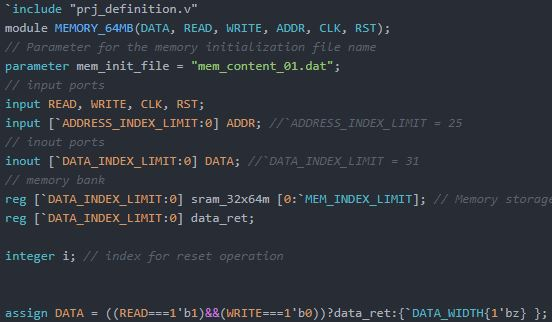 `include "prj_definition.v"
module MEMORY_64MB(DATA, READ, WRITE, ADDR, CLK, RST);
// Parameter for the memory initialization file name
parameter mem_init_file = "mem_content_01.dat";
// input ports
input READ, WRITE, CLK, RST;
input [`ADDRESS_INDEX_LIMIT:0] ADDR; //`ADDRESS_INDEX_LIMIT = 25
// inout ports
inout [`DATA_INDEX_LIMIT:0] DATA; //`DATA_INDEX_LIMIT = 31
// memory bank
reg [`DATA_INDEX_LIMIT:0] sram_32x64m [0:`MEM_INDEX_LIMIT]; // Memory storage
reg [`DATA_INDEX_LIMIT:0] data_ret;
integer i; // index for reset operation
assign DATA = ((READ===1'b1)&&(WRITE===1'b0))?data_ret:{`DATA_WIDTH{1'bz} };